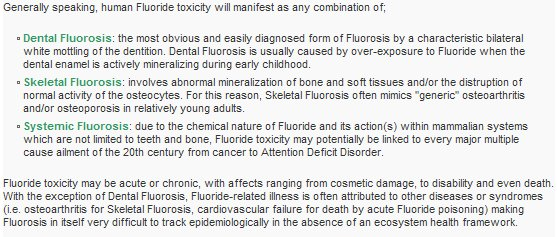 Generally speaking, human Fluoride toxicity will manifest as any combination of;
▫ Dental Fluorosis: the most obvious and easily diagnosed form of Fluorosis by a characteristic bilateral
white mottling of the dentition. Dental Fluorosis is usually caused by over-exposure to Fluoride when the
dental enamel is actively mineralizing during early childhood.
▫ Skeletal Fluorosis: involves abnormal mineralization of bone and soft tissues and/or the distruption of
normal activity of the osteocytes. For this reason, Skeletal Fluorosis often mimics "generic" osteoarthritis
and/or osteoporosis in relatively young adults.
▫ Systemic Fluorosis: due to the chemical nature of Fluoride and its action(s) within mammalian systems
which are not limited to teeth and bone, Fluoride toxicity may potentially be linked to every major multiple
cause ailment of the 20th century from cancer to Attention Deficit Disorder.
Fluoride toxicity may be acute or chronic, with affects ranging from cosmetic damage, to disability and even death.
With the exception of Dental Fluorosis, Fluoride-related illness is often attributed to other diseases or syndromes
(i.e. osteoarthritis for Skeletal Fluorosis, cardiovascular failure for death by acute Fluoride poisoning) making
Fluorosis in itself very difficult to track epidemiologically in the absence of an ecosystem health framework.